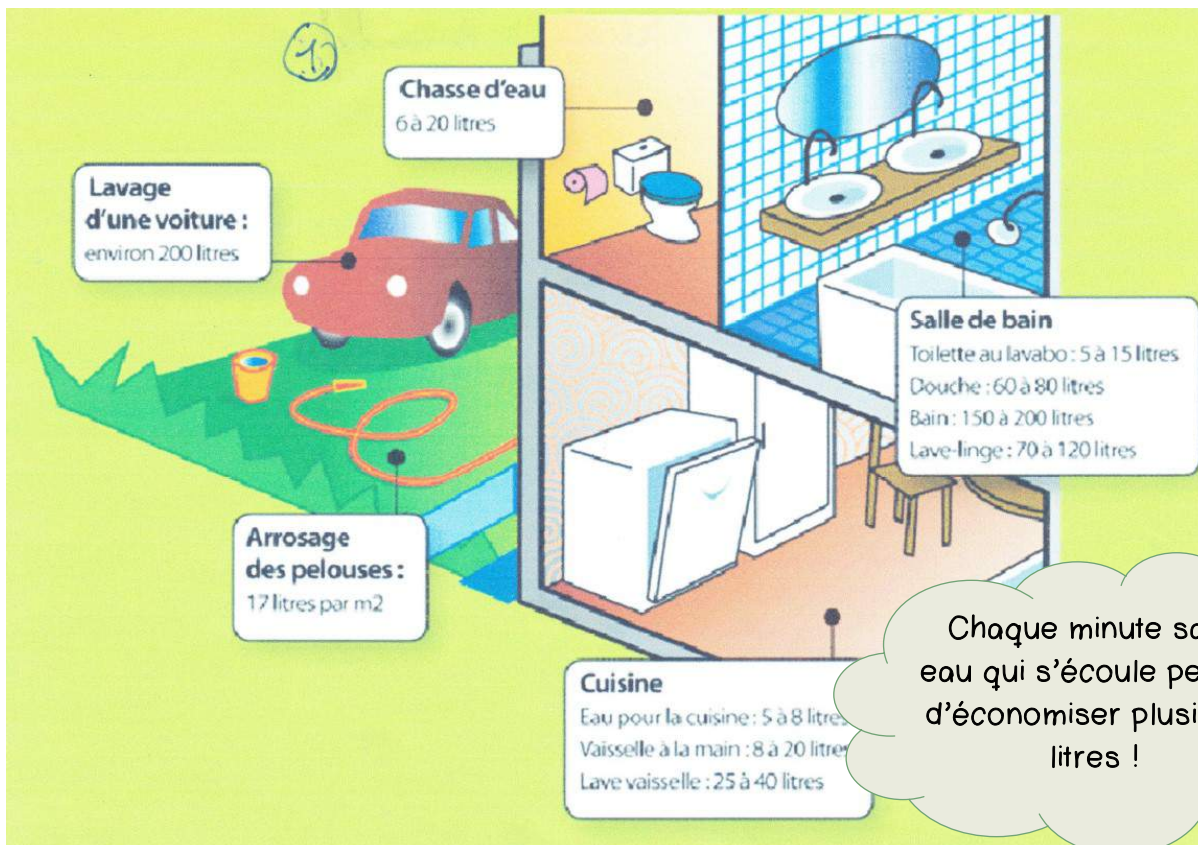 1
Chasse d'eau
6 à 20 litres
Lavage
d'une voiture :
environ 200 litres
Salle de bain
Toilette au lavabo : 5 à 15 litres
Douche : 60 à 80 litres
Bain : 150 à 200 litres
Lave-linge : 70 à 120 litres
Arrosage
des pelouses :
17 litres par m2
Cuisine
Eau pour la cuisine : 5 à 8 litres
Vaisselle à la main : 8 à 20 litres
Lave vaisselle : 25 à 40 litres
Chaque minute
eau qui s'écoule
d'économiser
litres !